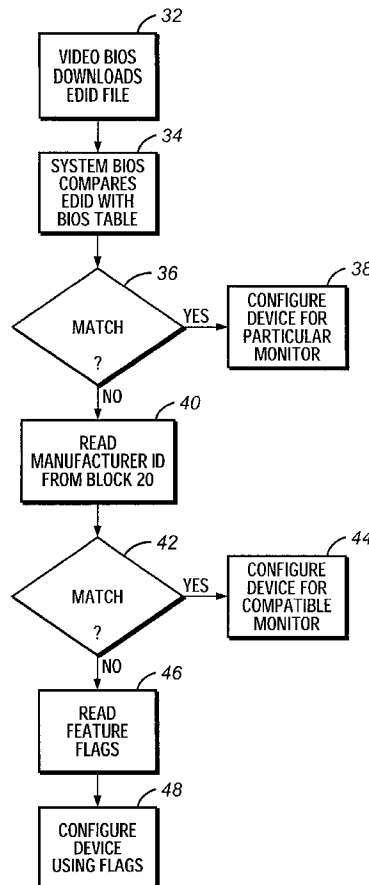 32
VIDEO BIOS
DOWNLOADS
EDID FILE
34
SYSTEM BIOS
COMPARES
EDID WITH
BIOS TABLE
36
MATCH
?
YES
38
CONFIGURE
DEVICE FOR
PARTICULAR
MONITOR
NO
40
READ
MANUFACTURER ID
FROM BLOCK 20
42
MATCH
?
YES
44
CONFIGURE
DEVICE FOR
COMPATIBLE
MONITOR
NO
46
READ
FEATURE
FLAGS
48
CONFIGURE
DEVICE
USING FLAGS